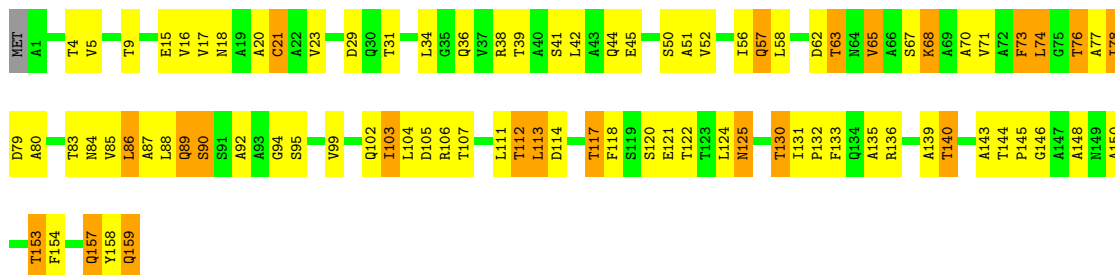 MET A1 T4 V5 T9 E15 V16 V17 N18 A19 A20 C21 A22 V23 D29 Q30 T31 L34 G35 Q36 V37 R38 T39 A40 S41 L42 A43 Q44 E45 S50 A51 V52 I56 Q57 L58 D62 T63 N64 V65 A66 S67 K68 A69 A70 V71 A72 F73 L74 G75 T76 A77 I78
D79 A80 T83 N84 V85 L86 A87 L88 Q89 S90 S91 A92 A93 G94 S95 V99 Q102 I103 L104 D105 R106 T107 L111 T112 L113 D114 T117 F118 S119 S120 E121 T122 T123 L124 N125 T130 I131 P132 F133 Q134 A135 R136 A139 T140 A143 T144 P145 G146 A147 A148 N149 A150
T153 F154 Q157 Y158 Q159